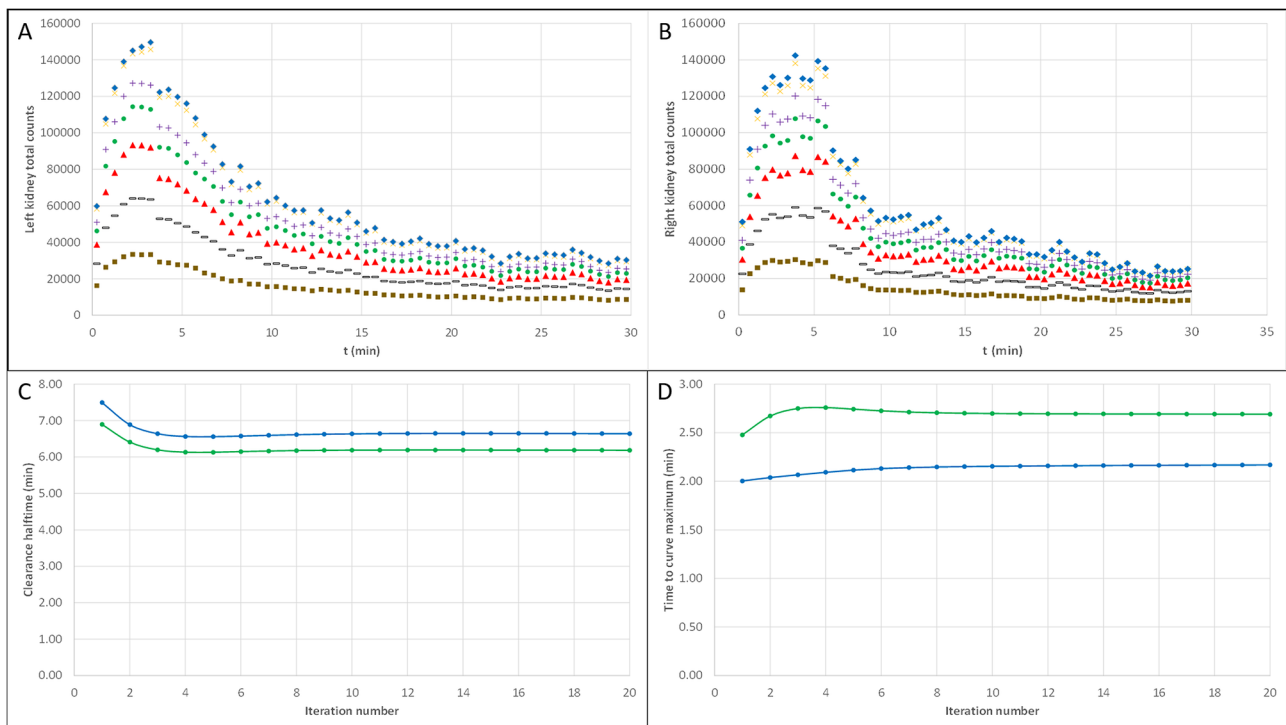 A
Left kidney total counts
160000
140000
120000
100000
80000
60000
40000
20000
0
0 5 10 15 20 25 30
t (min)
B
Right kidney total counts
160000
140000
120000
100000
80000
60000
40000
20000
0
0 5 10 15 20 25 30 35
t (min)
C
Clearance halftime (min)
8.00
7.00
6.00
5.00
4.00
3.00
2.00
1.00
0.00
0 2 4 6 8 10 12 14 16 18 20
Iteration number
D
Time to curve maximum (min)
3.00
2.50
2.00
1.50
1.00
0.50
0.00
0 2 4 6 8 10 12 14 16 18 20
Iteration number